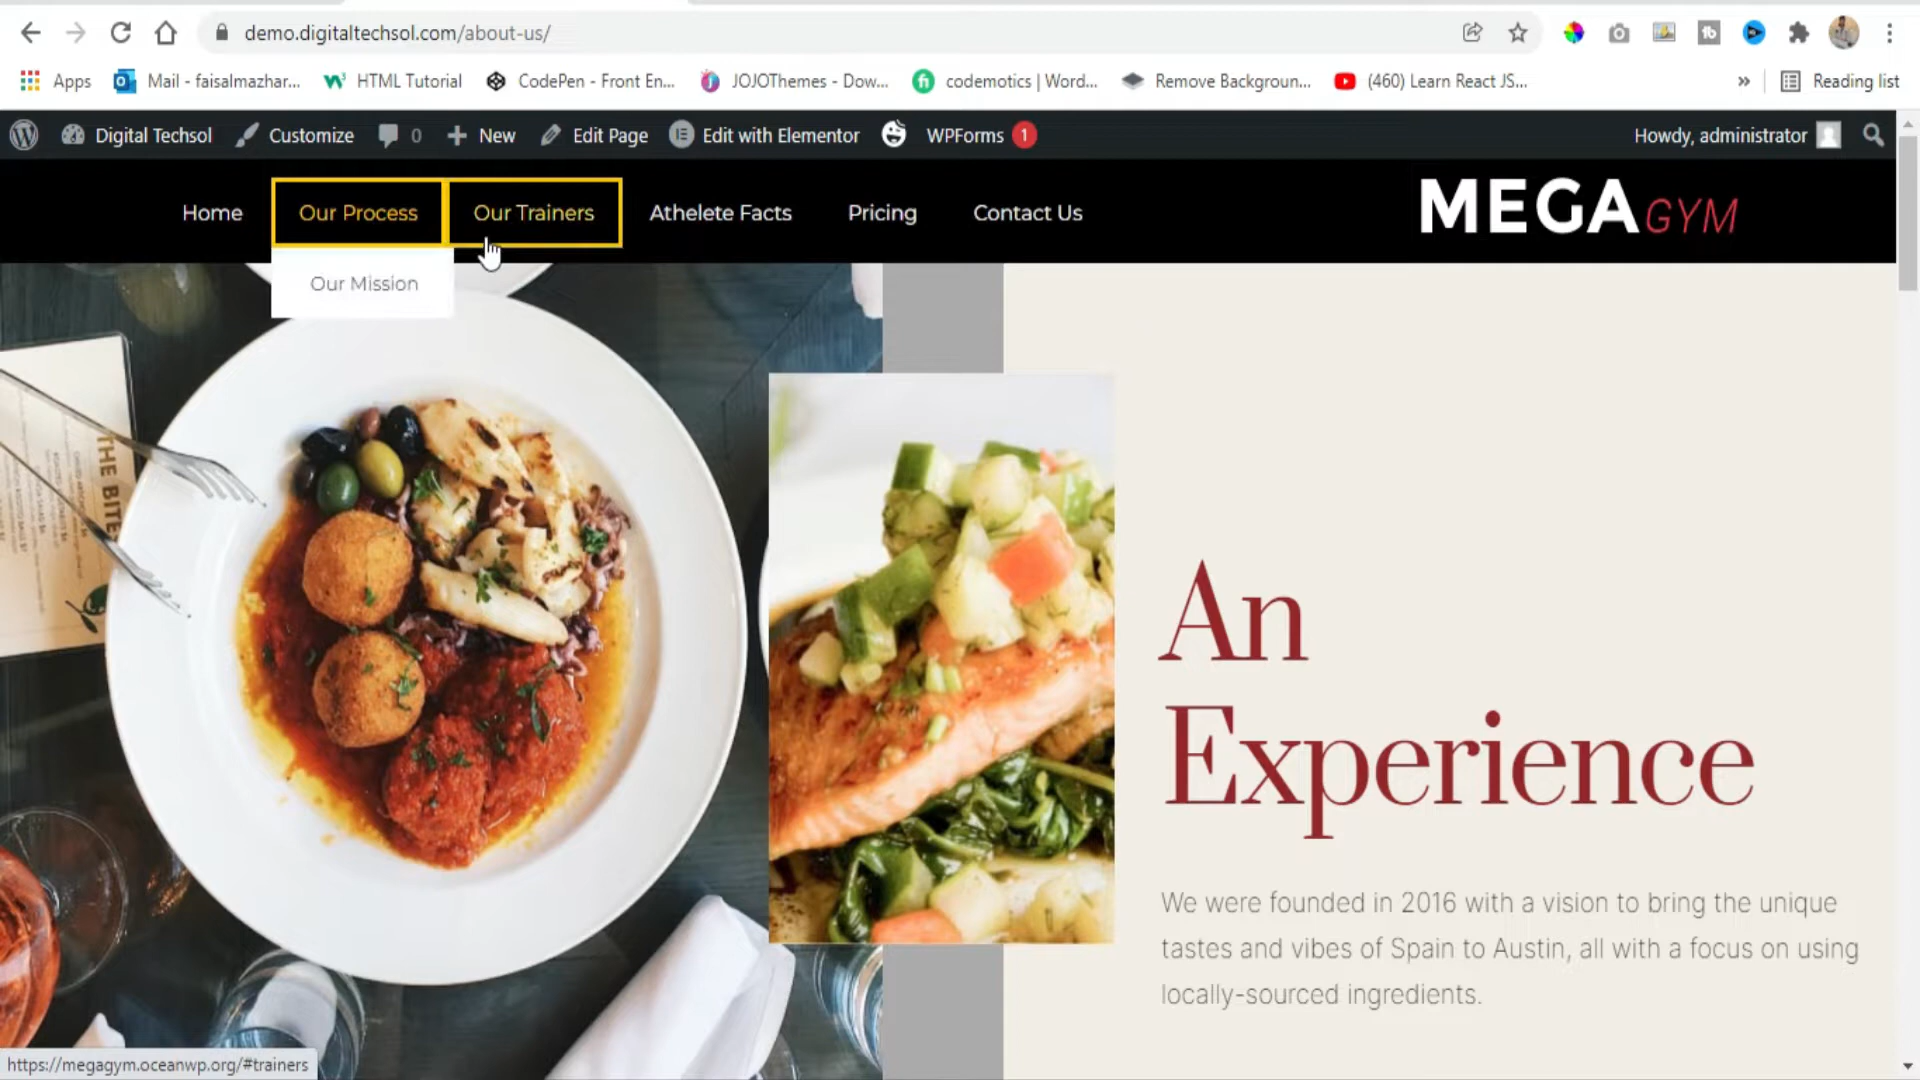 demo.digitaltechsol.com/about-us/
Apps Mail - faisalmazhar... HTML Tutorial CodePen - Front En... JOJOThemes - Dow... codemotics | Word... Remove Backgroun... (460) Learn React JS... » Reading list
Digital Techsol Customize 0 New Edit Page Edit with Elementor WPForms 1 Howdy, administrator
Home Our Process Our Trainers Athelete Facts Pricing Contact Us MEGAGYM
Our Mission
THE BITE
An
Experience
We were founded in 2016 with a vision to bring the unique
tastes and vibes of Spain to Austin, all with a focus on using
locally-sourced ingredients.
https://megagym.oceanwp.org/#trainers